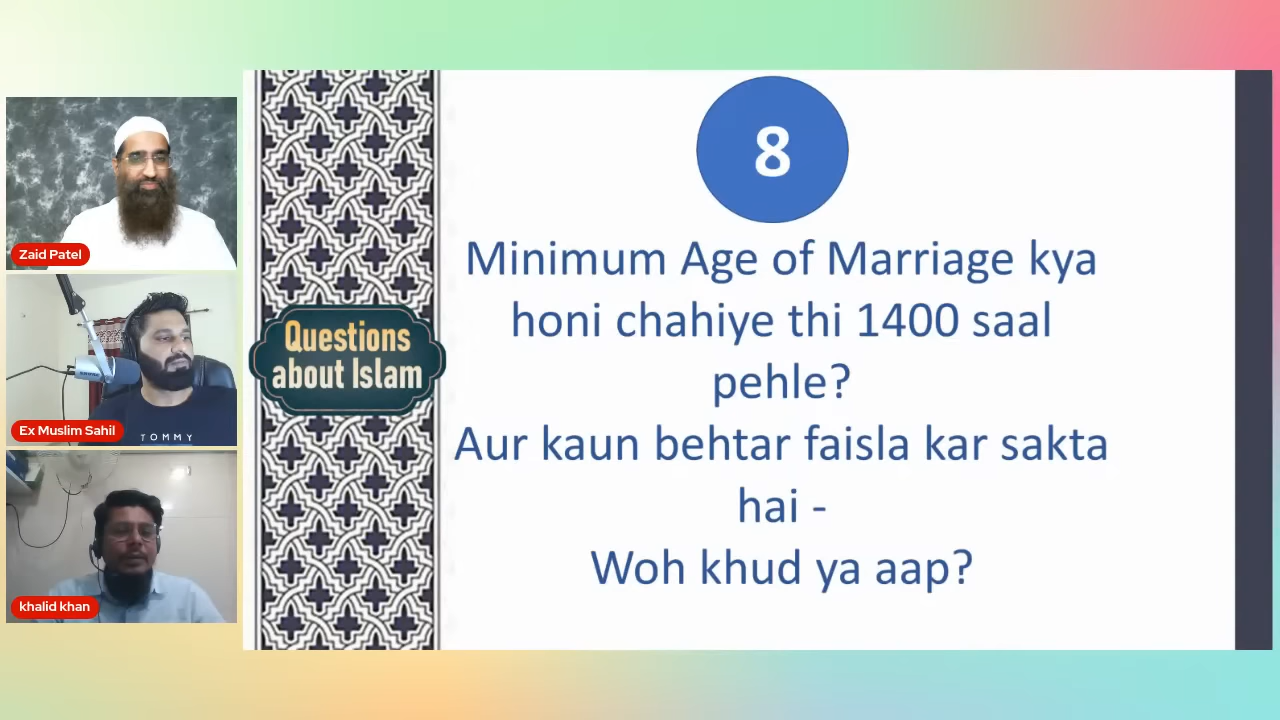 Zaid Patel
Ex Muslim Sahil
TOMMY
khalid khan
Questions
about Islam
8
Minimum Age of Marriage kya
honi chahiye thi 1400 saal
pehle?
Aur kaun behtar faisla kar sakta
hai -
Woh khud ya aap?